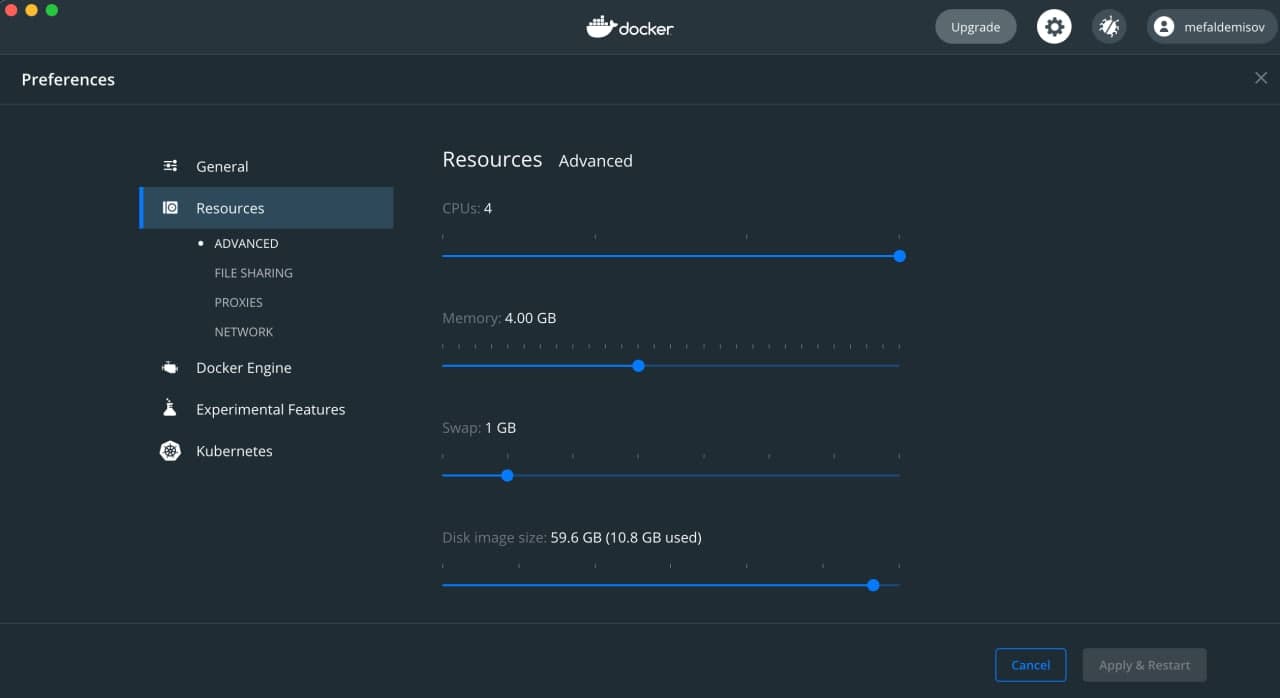 docker
Upgrade
mefaldemisov
Preferences
General
Resources
ADVANCED
FILE SHARING
PROXIES
NETWORK
Docker Engine
Experimental Features
Kubernetes
Resources Advanced
CPUs: 4
Memory: 4.00 GB
Swap: 1 GB
Disk image size: 59.6 GB (10.8 GB used)
Cancel
Apply & Restart